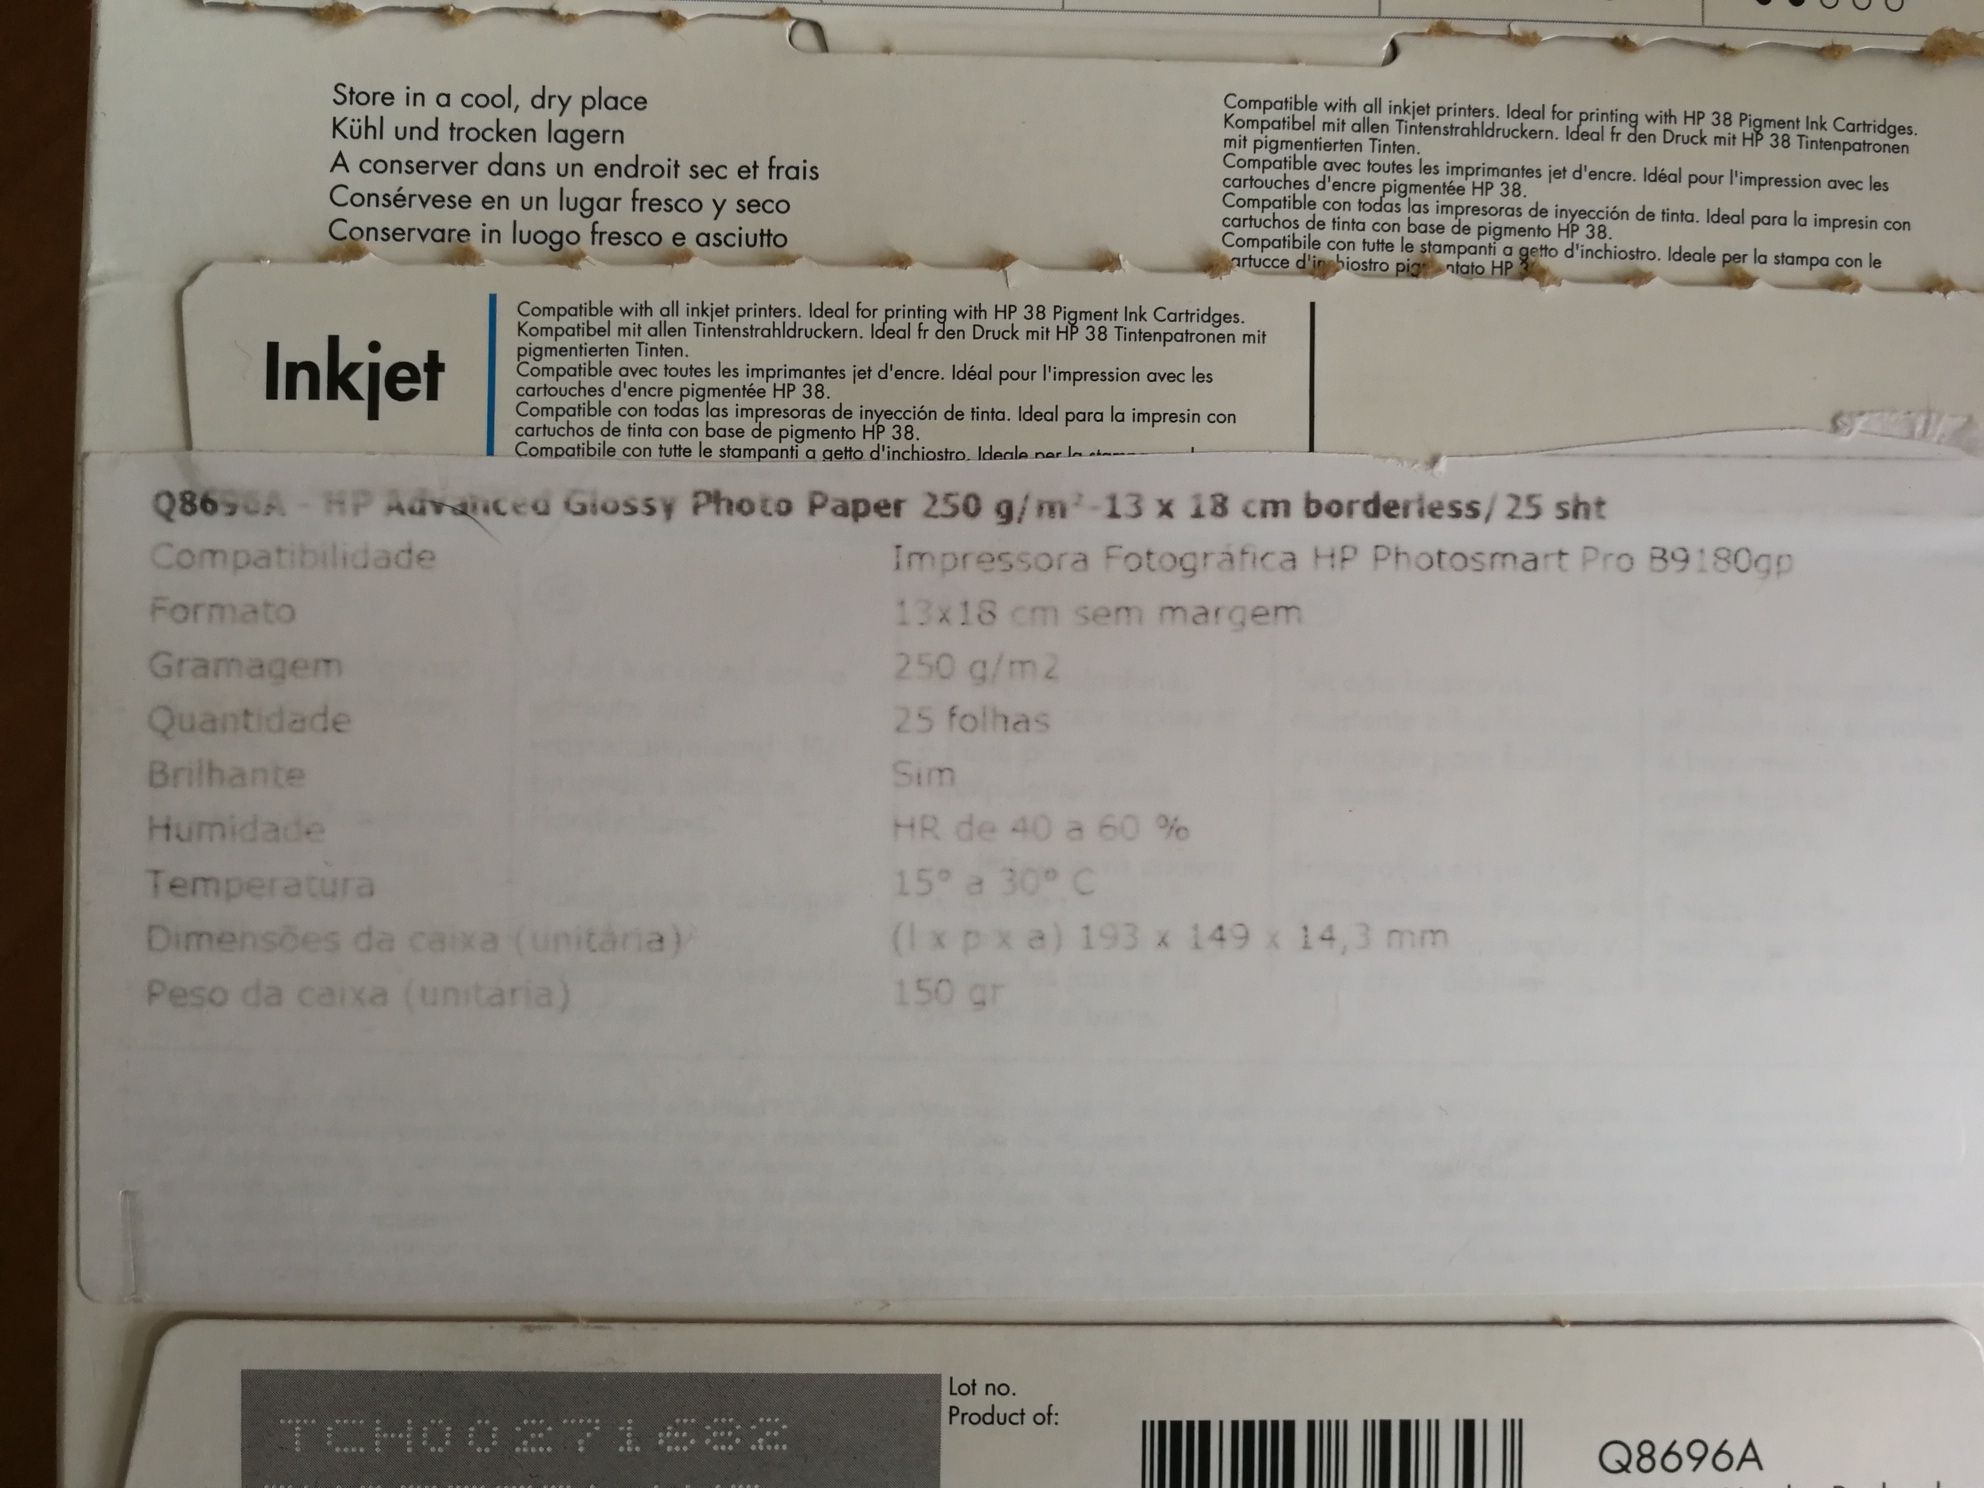 Store in a cool, dry place
Kühl und trocken lagern
A conserver dans un endroit sec et frais
Consérvese en un lugar fresco y seco
Conservare in luogo fresco e asciutto
Compatible with all inkjet printers. Ideal for printing with HP 38 Pigment Ink Cartridges.
Kompatibel mit allen Tintenstrahldruckern. Ideal fr den Druck mit HP 38 Tintenpatronen
mit pigmentierten Tinten.
Compatible avec toutes les imprimantes jet d'encre. Idéal pour l'impression avec les
cartouches d'encre pigmentée HP 38.
Compatible con todas las impresoras de inyección de tinta. Ideal para la impresin con
cartuchos de tinta con base de pigmento HP 38.
Compatibile con tutte le stampanti a getto d'inchiostro. Ideale per la stampa con le
HP
Inkjet
Compatible with all inkjet printers. Ideal for printing with HP 38 Pigment Ink Cartridges.
Kompatibel mit allen Tintenstrahldruckern. Ideal fr den Druck mit HP 38 Tintenpatronen mit
pigmentierten Tinten.
Compatible avec toutes les imprimantes jet d'encre. Idéal pour l'impression avec les
cartouches d'encre pigmentée HP 38.
Compatible con todas las impresoras de inyección de tinta. Ideal para la impresin con
cartuchos de tinta con base de pigmento HP 38.
Compatibile con tutte le stampanti a getto d'inchiostro. Ideale per la
Q8696A - HP Advanced Glossy Photo Paper 250 g/m²-13 x 18 cm borderless/ 25 sht
Compatibilidade Impressora Fotográfica HP Photosmart Pro B9180gp
Formato 13x18 cm sem margem
Gramagem 250 g/m2
Quantidade 25 folhas
Brilhante Sim
Humidade HR de 40 a 60 %
Temperatura 15° a 30° C
Dimensões da caixa (unitária) (l x p x a) 193 x 149 x 14,3 mm
Peso da caixa (unitária) 150 gr
Lot no.
Product of:
TCH00271682
Q8696A